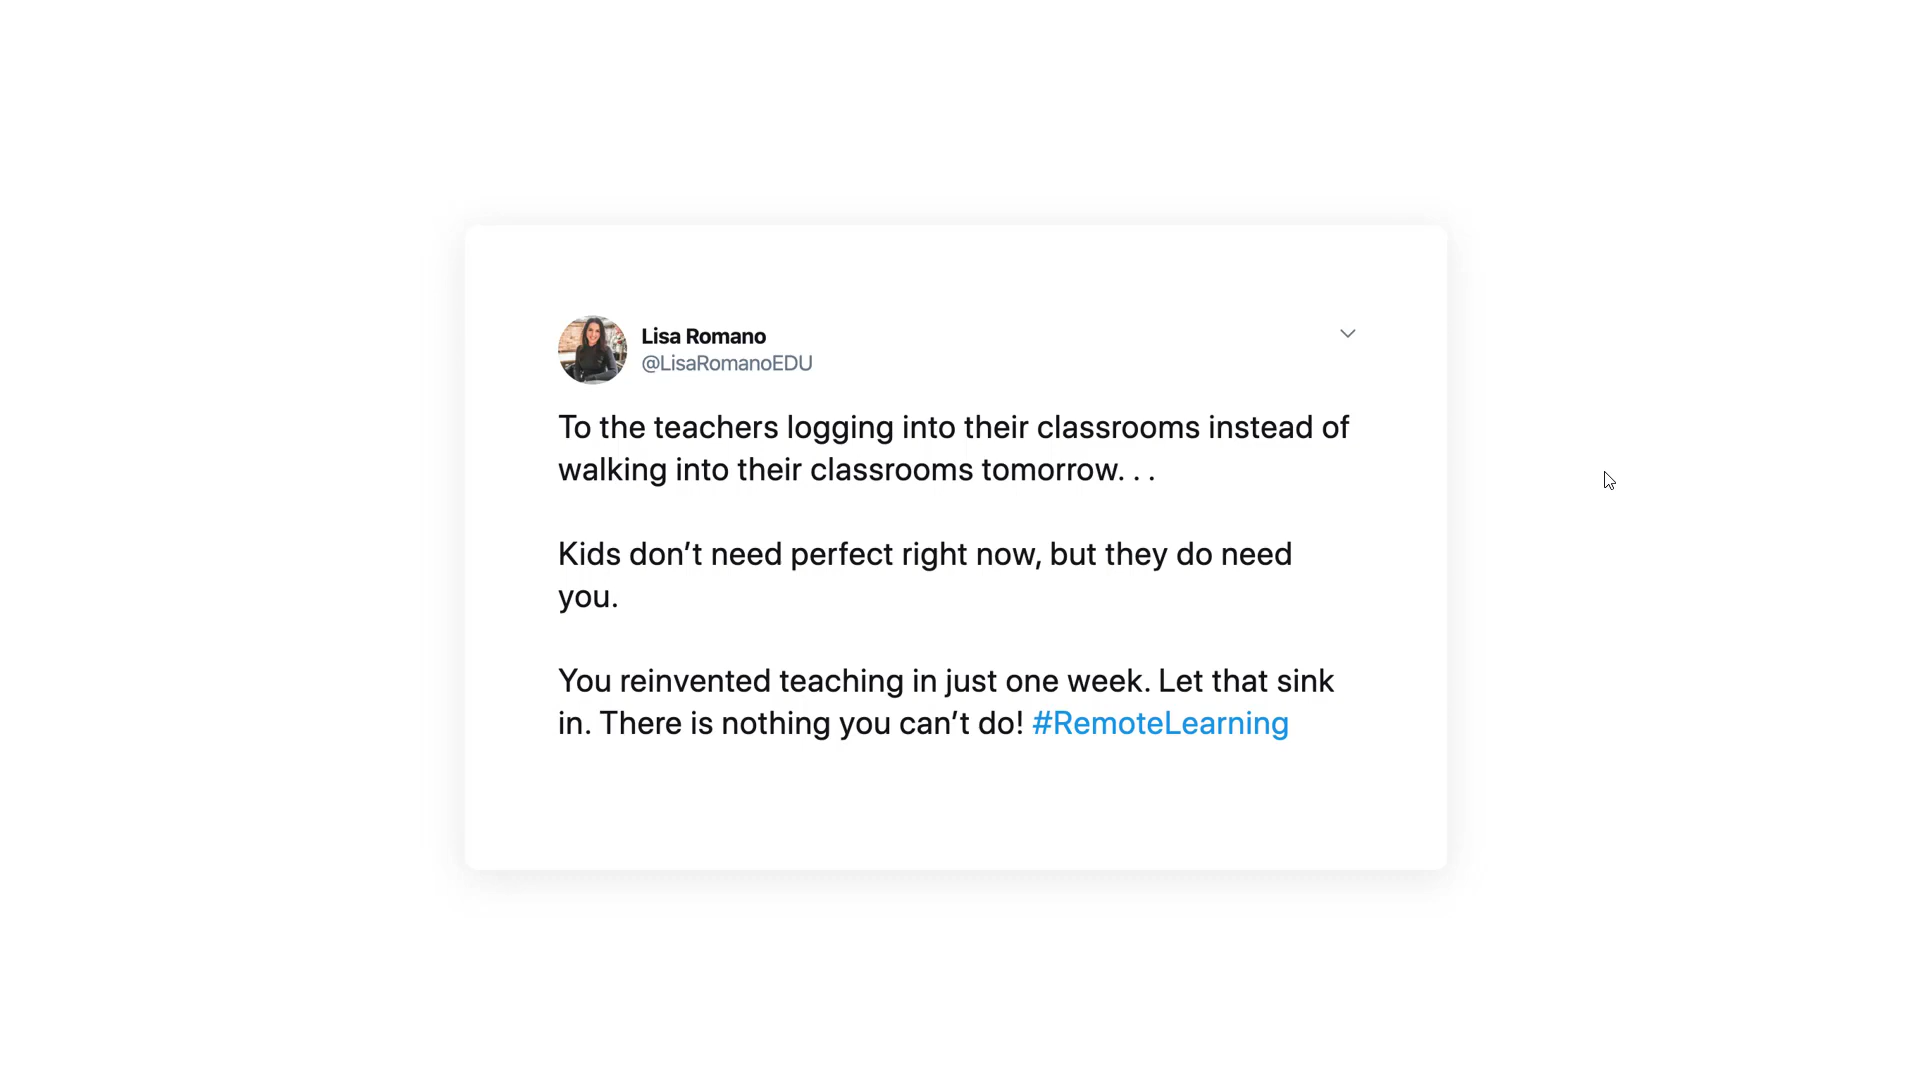 Lisa Romano
@LisaRomanoEDU
To the teachers logging into their classrooms instead of
walking into their classrooms tomorrow. . .
Kids don’t need perfect right now, but they do need
you.
You reinvented teaching in just one week. Let that sink
in. There is nothing you can’t do! #RemoteLearning